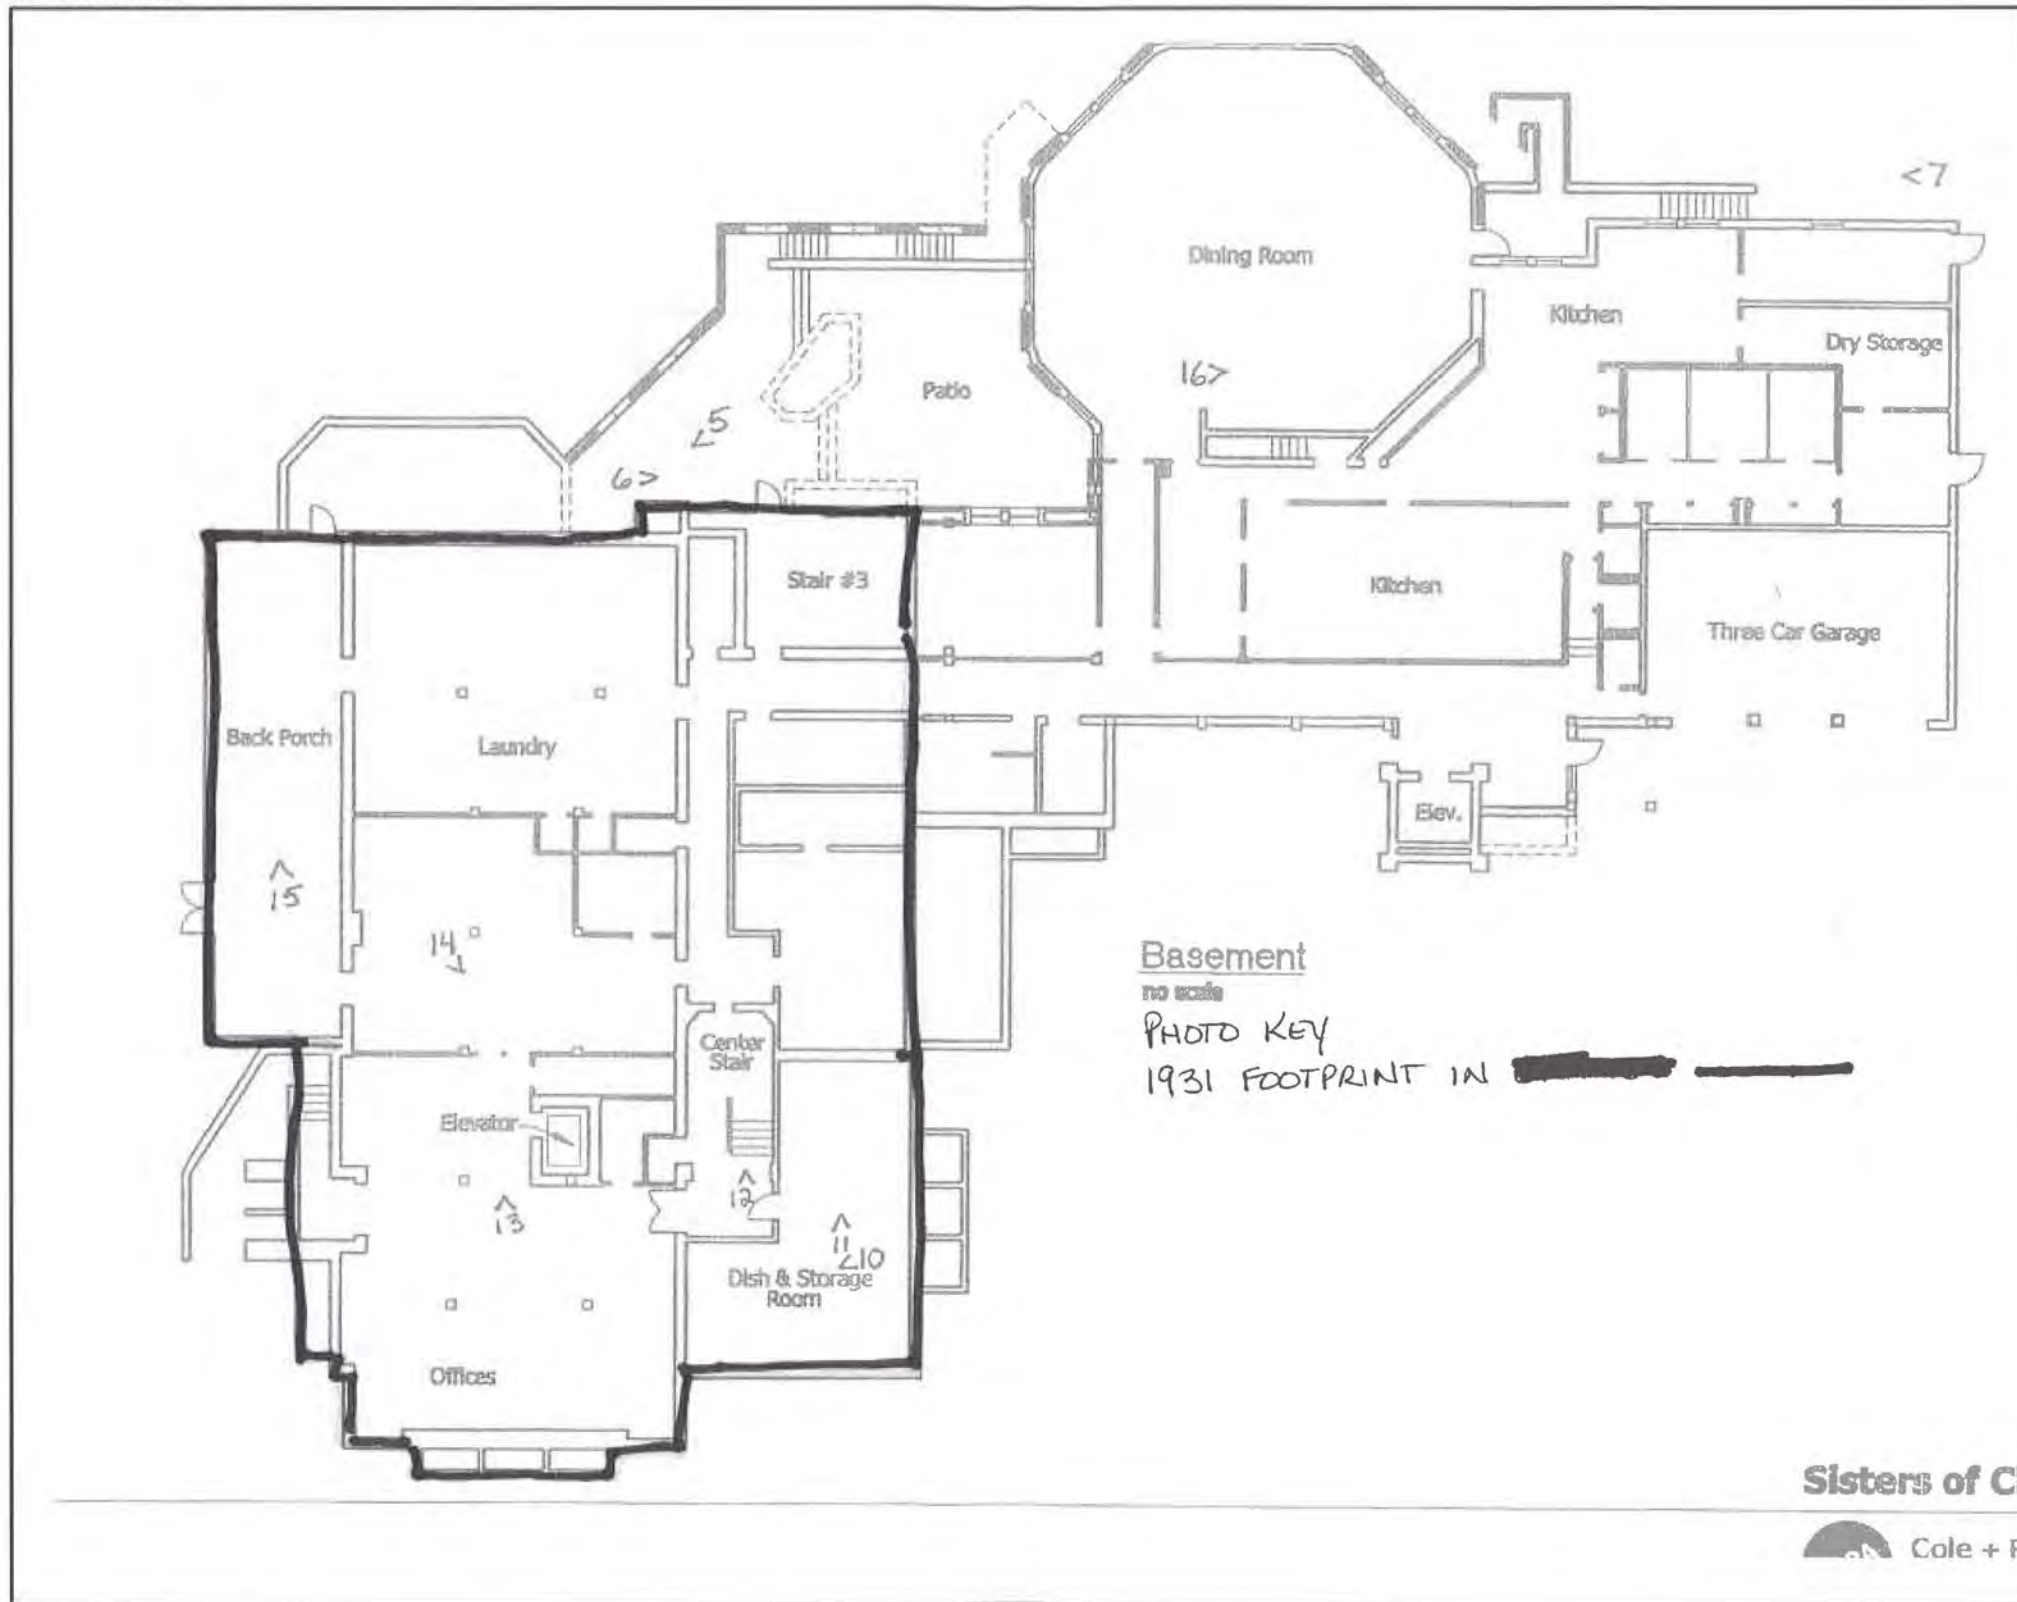 Dining Room
<7
Kitchen
Dry Storage
16>
Patio
<5
6>
Stair #3
Kitchen
Three Car Garage
Back Porch
Laundry
Elev.
^
15
14
Basement
no scale
PHOTO KEY
1931 FOOTPRINT IN
Center
Stair
Elevator
^
12
^
13
^
11
<10
Dish & Storage
Room
Offices
Sisters of C
Cole +